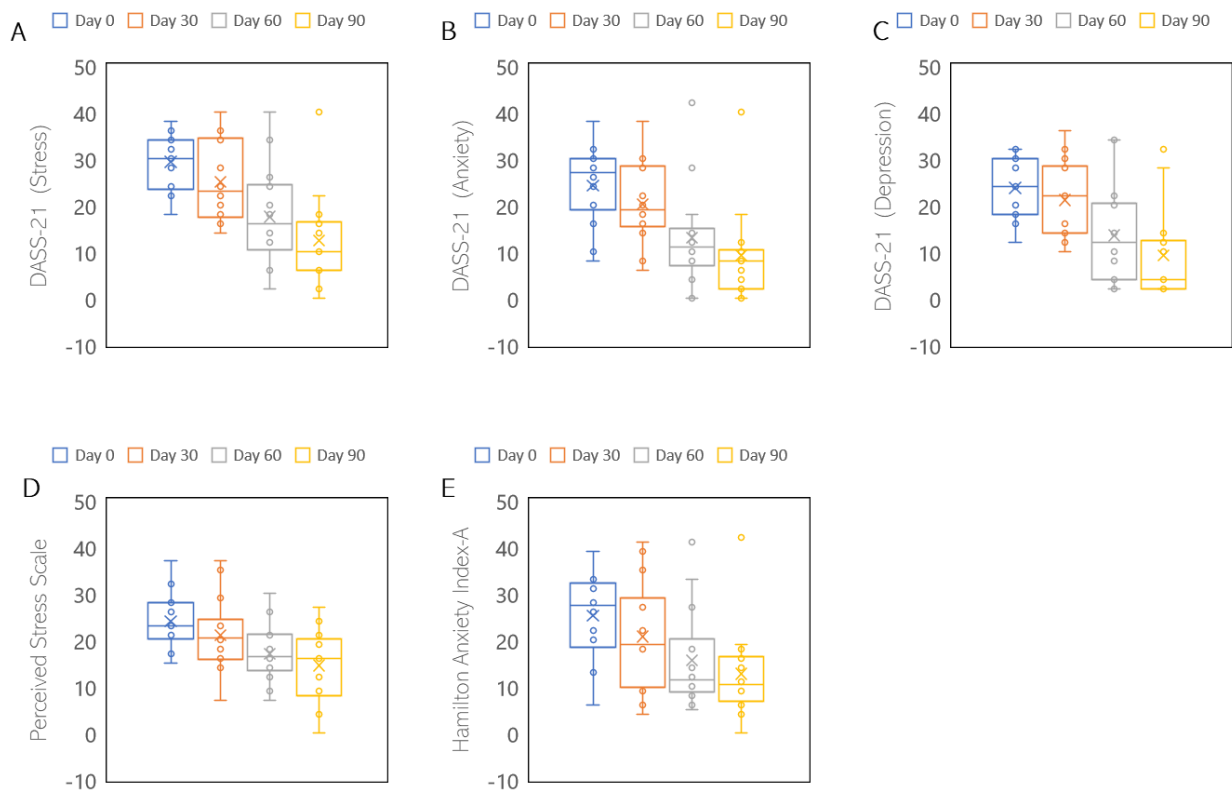 A
Day 0 Day 30 Day 60 Day 90
DASS-21 (Stress)
50
40
30
20
10
0
-10
B
Day 0 Day 30 Day 60 Day 90
DASS-21 (Anxiety)
50
40
30
20
10
0
-10
C
Day 0 Day 30 Day 60 Day 90
DASS-21 (Depression)
50
40
30
20
10
0
-10
D
Day 0 Day 30 Day 60 Day 90
Perceived Stress Scale
50
40
30
20
10
0
-10
E
Day 0 Day 30 Day 60 Day 90
Hamilton Anxiety Index-A
50
40
30
20
10
0
-10